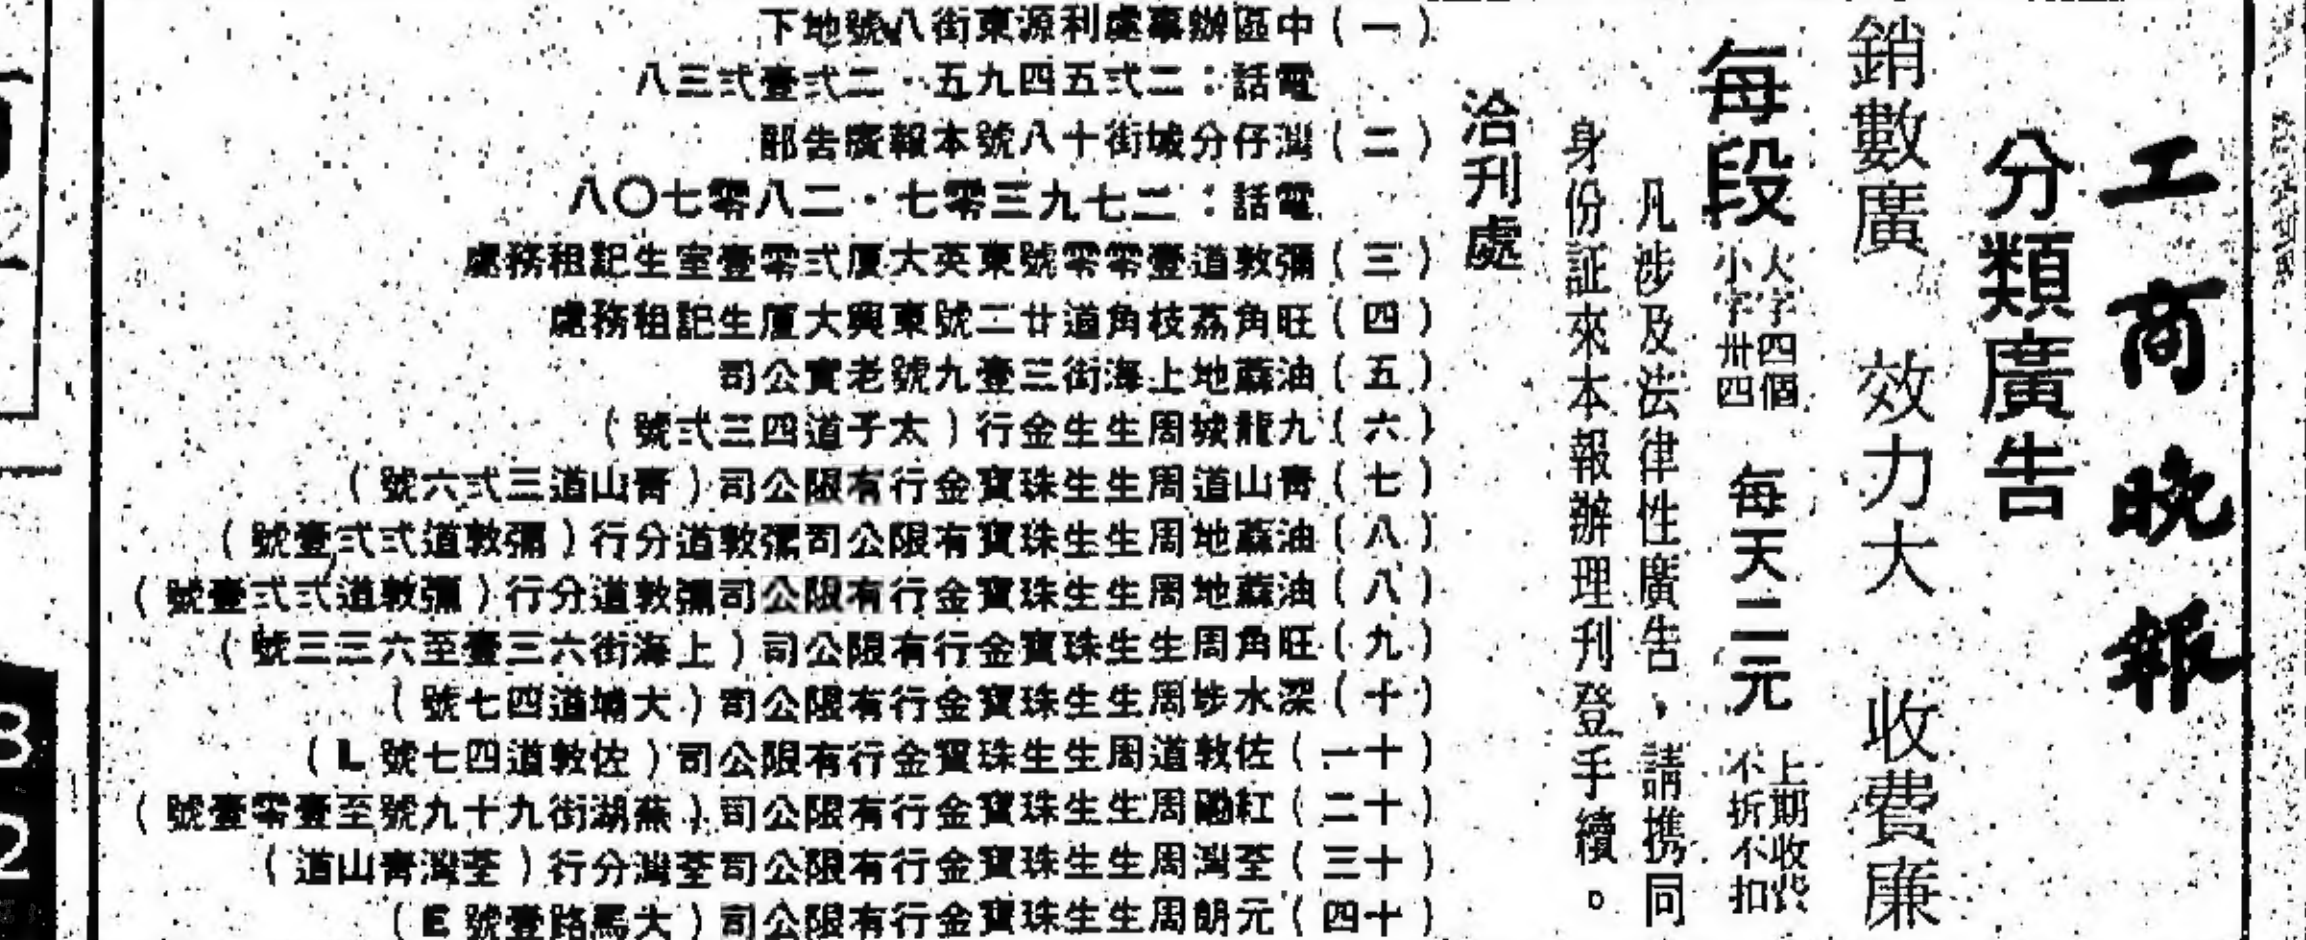 工商晚報
分類廣告
銷數廣 效力大 收費廉
每段
大字四個
小字卅四
每天二元
上期收費
不折不扣
凡涉及法律性廣告，請携同
身份証來本報辦理刊登手續。
洽刊處
(一)中區辦事處利源東街八號地下
電話：二弍五四九五·二弍壹弍三八
(二)灣仔分域街十八號本報廣告部
電話：二七九三零七·二八零七〇八
(三)彌敦道壹零零號東英大厦弍零壹室生記租務處
(四)旺角荔枝角道廿二號東興大厦生記租務處
(五)油蔴地上海街三壹九號老實公司
(六)九龍城周生生金行(太子道四三弍號)
(七)青山道周生生珠寶金行有限公司(青山道三弍六號)
(八)油蔴地周生生珠寶有限公司彌敦道分行(彌敦道弍弍壹號)
(八)油蔴地周生生珠寶金行有限公司彌敦道分行(彌敦道弍弍壹號)
(九)旺角周生生珠寶金行有限公司(上海街六三壹至六三三號)
(十)深水埗周生生珠寶金行有限公司(大埔道四七號)
(十一)佐敦道周生生珠寶金行有限公司(佐敦道四七號L)
(十二)紅磡周生生珠寶金行有限公司(蕪湖街九十九號至壹零壹號)
(十三)荃灣周生生珠寶金行有限公司荃灣分行(荃灣青山道)
(十四)元朗周生生珠寶金行有限公司(大馬路壹號E)